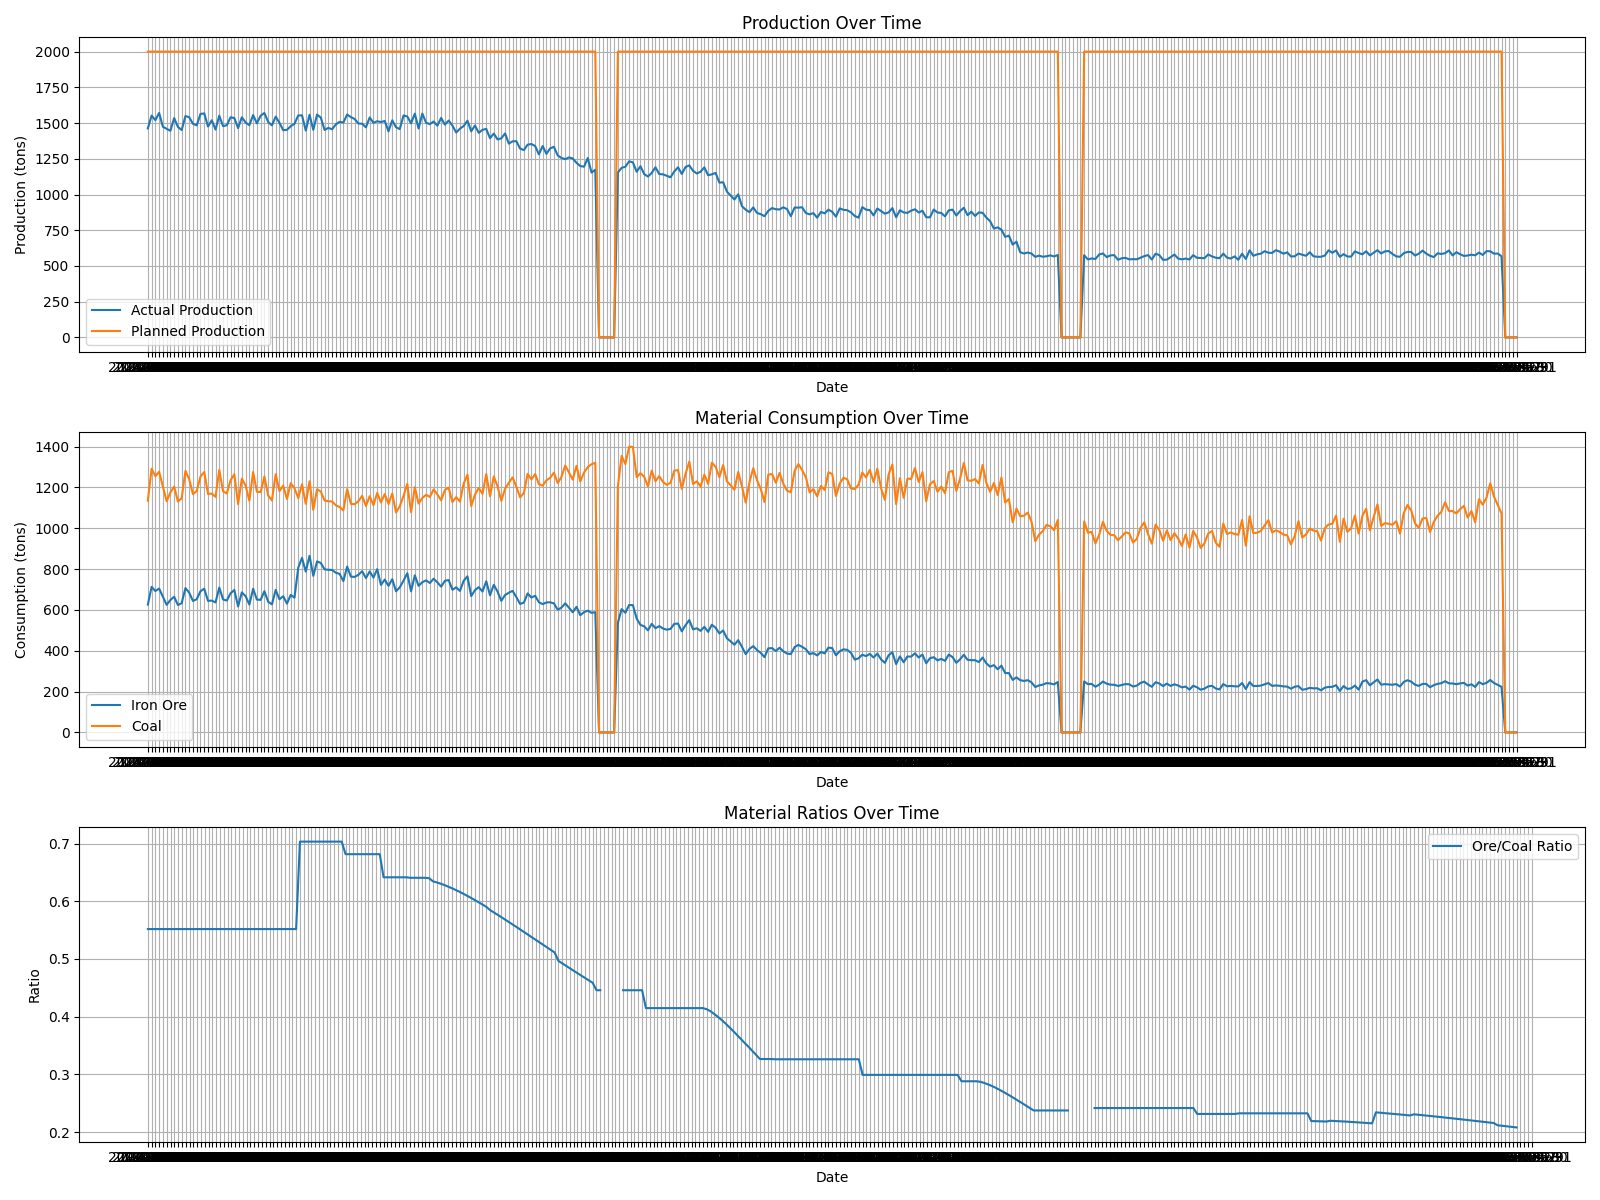 Production Over Time
Production (tons)
2000
1750
1500
1250
1000
750
500
250
0
Actual Production
Planned Production
Date
Material Consumption Over Time
Consumption (tons)
1400
1200
1000
800
600
400
200
0
Iron Ore
Coal
Date
Material Ratios Over Time
Ratio
0.7
0.6
0.5
0.4
0.3
0.2
Ore/Coal Ratio
Date